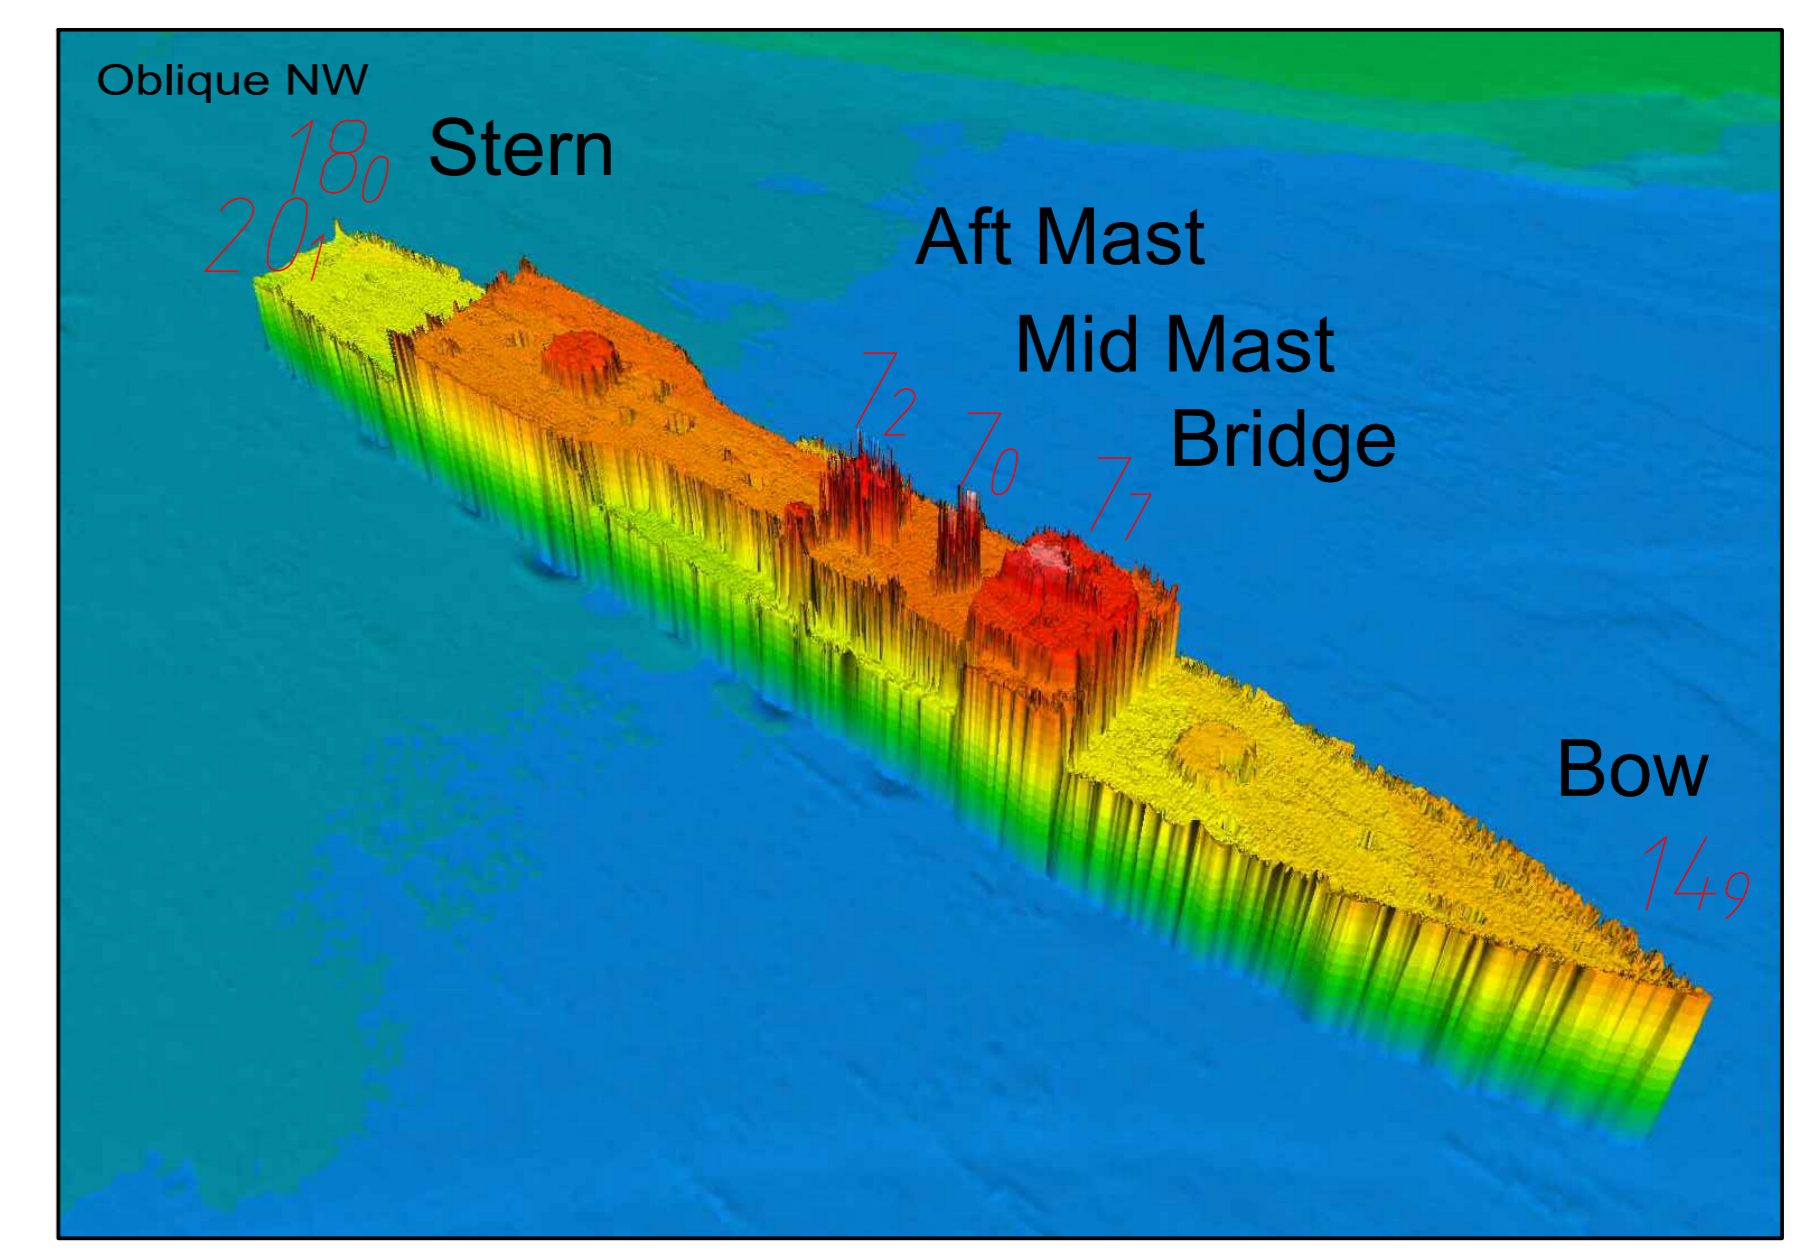 Oblique NW
18₀ Stern
20₁
Aft Mast
Mid Mast
7₂
Bridge
7₀
7₇
Bow
14₉